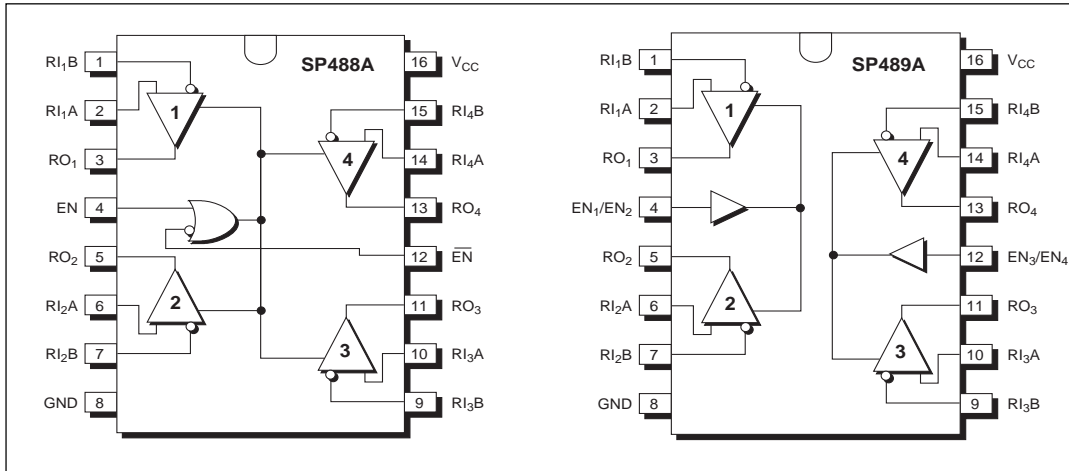 SP488A
RI₁B 1
RI₁A 2
RO₁ 3
EN 4
RO₂ 5
RI₂A 6
RI₂B 7
GND 8
16 V_CC
15 RI₄B
14 RI₄A
13 RO₄
12 E̅N̅
11 RO₃
10 RI₃A
9 RI₃B
1
2
3
4
SP489A
RI₁B 1
RI₁A 2
RO₁ 3
EN₁/EN₂ 4
RO₂ 5
RI₂A 6
RI₂B 7
GND 8
16 V_CC
15 RI₄B
14 RI₄A
13 RO₄
12 EN₃/EN₄
11 RO₃
10 RI₃A
9 RI₃B
1
2
3
4